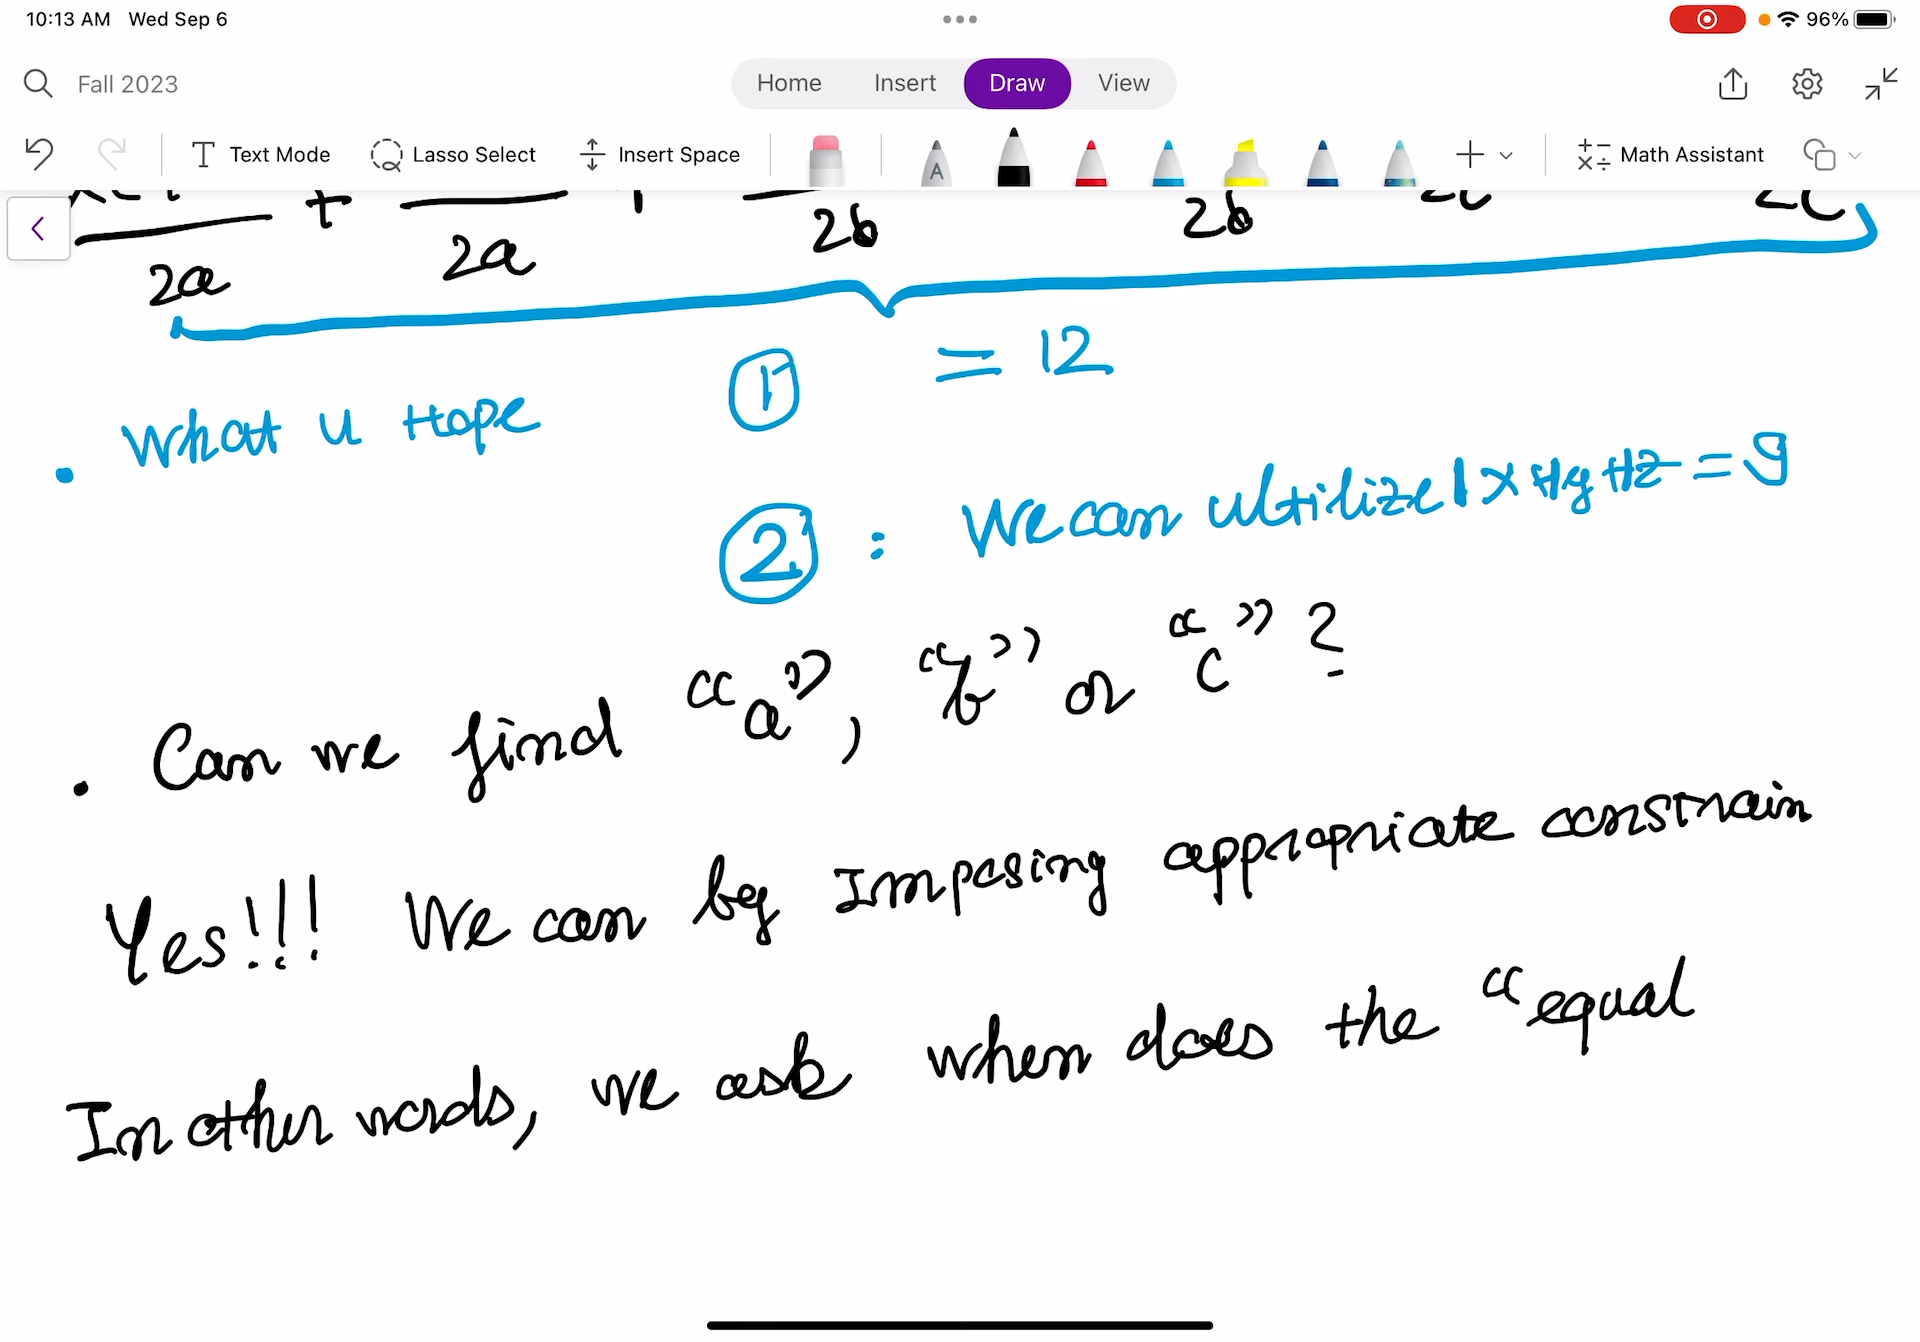 10:13 AM Wed Sep 6
96%
Fall 2023
Home Insert Draw View
Text Mode Lasso Select Insert Space A Math Assistant
+
2a 2a 2b 2b
= 12
①
• What u Hope
② : We can ultilize x+y+z = 9
• Can we find "a", "b" or "c" ?
Yes!!! We can by Imposing appropriate constrain
In other words, we ask when does the "equal